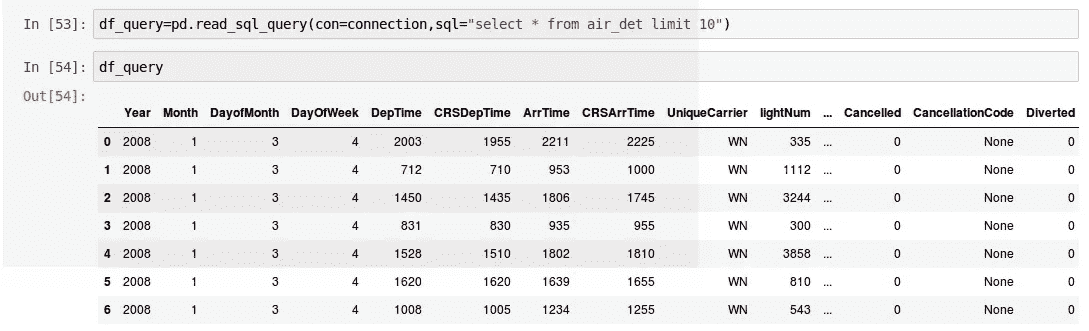 In [53]: df_query=pd.read_sql_query(con=connection,sql="select * from air_det limit 10")
In [54]: df_query
Out[54]:
Year Month DayofMonth DayOfWeek DepTime CRSDepTime ArrTime CRSArrTime UniqueCarrier lightNum ... Cancelled CancellationCode Diverted
0 2008 1 3 4 2003 1955 2211 2225 WN 335 ... 0 None 0
1 2008 1 3 4 712 710 953 1000 WN 1112 ... 0 None 0
2 2008 1 3 4 1450 1435 1806 1745 WN 3244 ... 0 None 0
3 2008 1 3 4 831 830 935 955 WN 300 ... 0 None 0
4 2008 1 3 4 1528 1510 1802 1810 WN 3858 ... 0 None 0
5 2008 1 3 4 1620 1620 1639 1655 WN 810 ... 0 None 0
6 2008 1 3 4 1008 1005 1234 1255 WN 543 ... 0 None 0